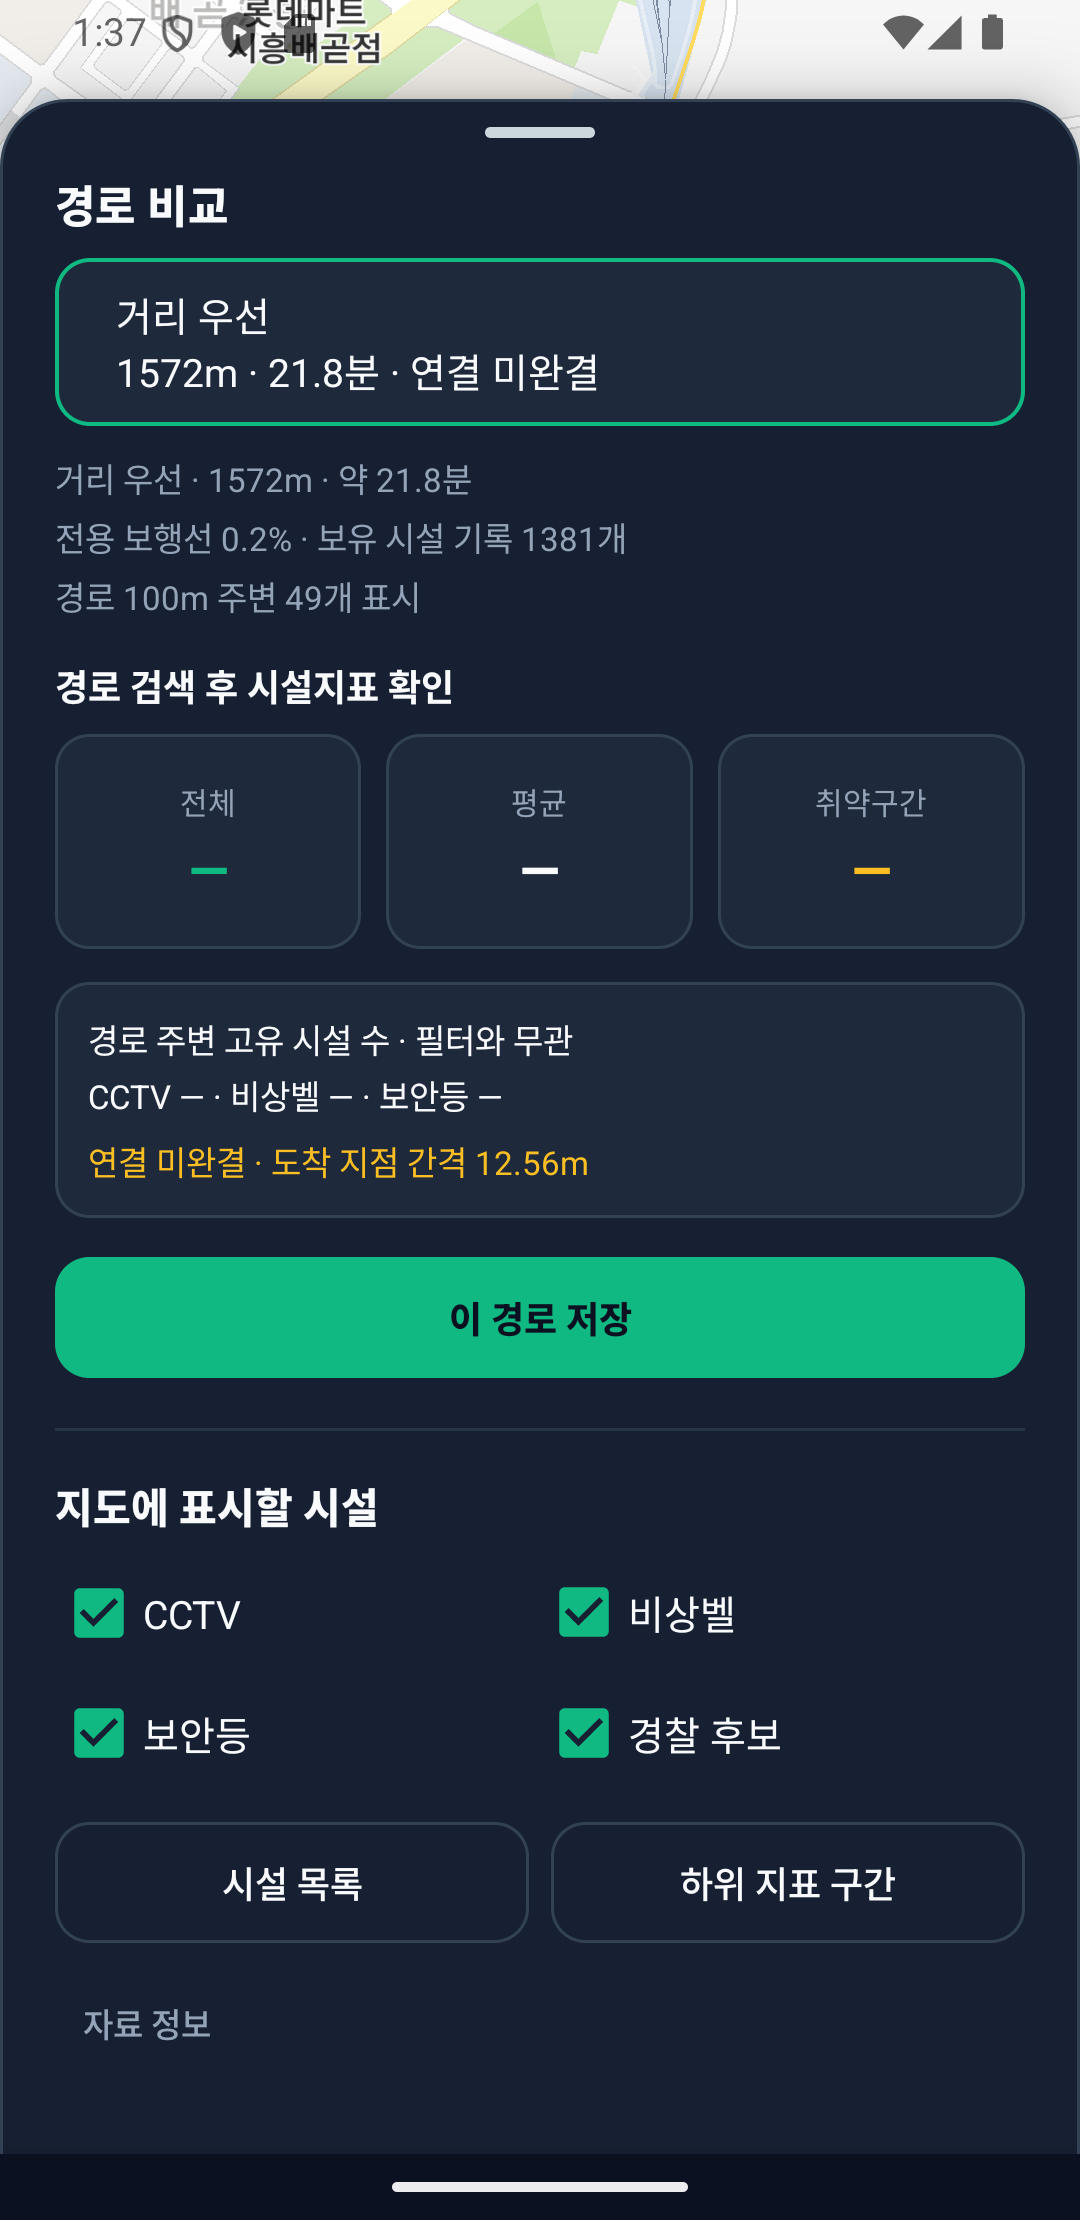 1:37
롯데마트
시흥배곧점
경로 비교
거리 우선
1572m · 21.8분 · 연결 미완결
거리 우선 · 1572m · 약 21.8분
전용 보행선 0.2% · 보유 시설 기록 1381개
경로 100m 주변 49개 표시
경로 검색 후 시설지표 확인
전체
평균
취약구간
—
—
—
경로 주변 고유 시설 수 · 필터와 무관
CCTV — · 비상벨 — · 보안등 —
연결 미완결 · 도착 지점 간격 12.56m
이 경로 저장
지도에 표시할 시설
CCTV
비상벨
보안등
경찰 후보
시설 목록
하위 지표 구간
자료 정보